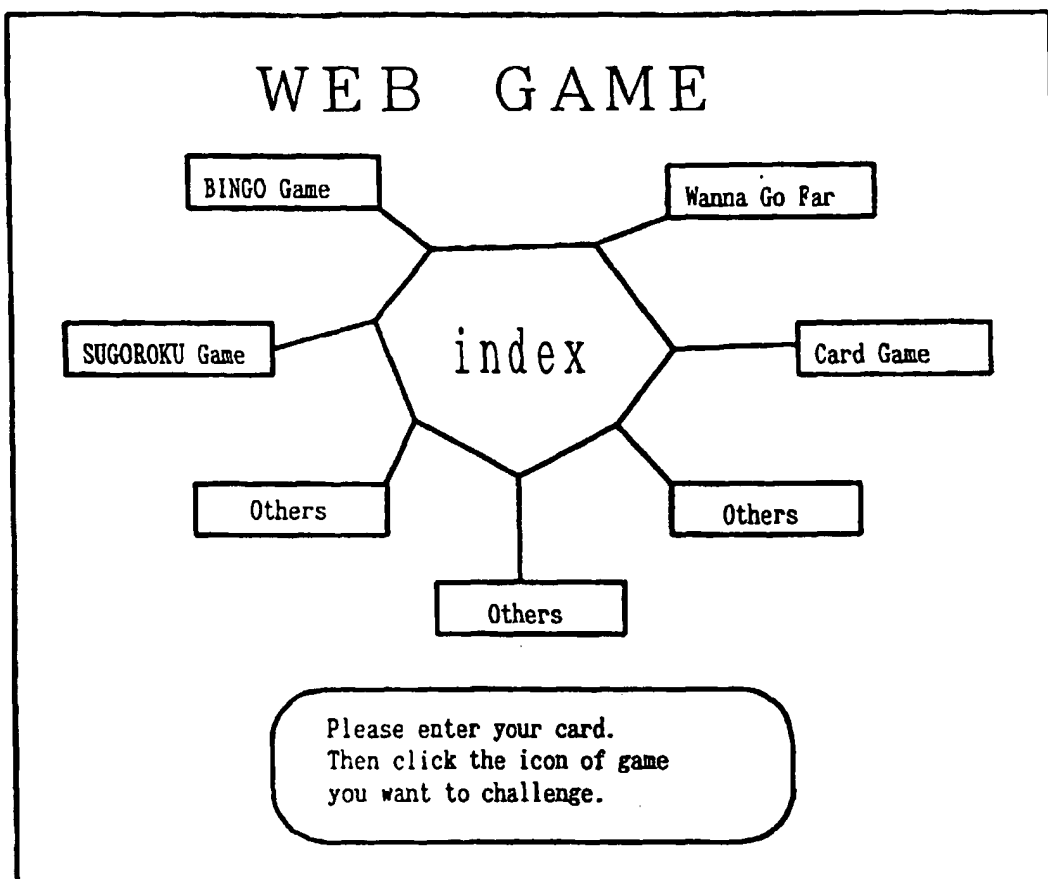 WEB GAME
BINGO Game
Wanna Go Far
SUGOROKU Game
index
Card Game
Others
Others
Others
Please enter your card.
Then click the icon of game
you want to challenge.